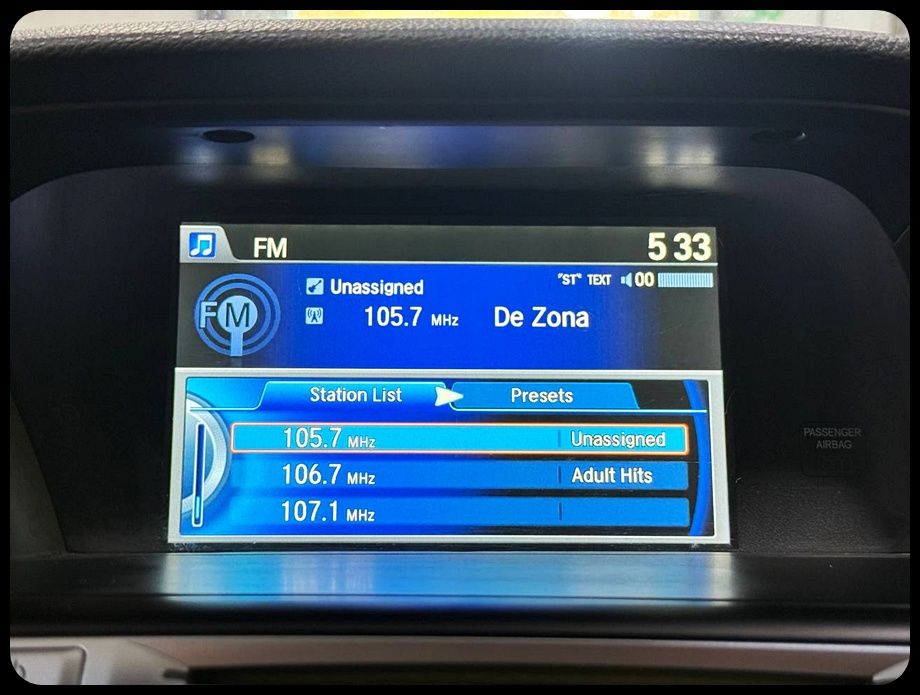 FM
5 33
Unassigned
"ST" TEXT 00
FM
105.7 MHz De Zona
Station List Presets
105.7 MHz Unassigned
106.7 MHz Adult Hits
107.1 MHz
PASSENGER
AIRBAG